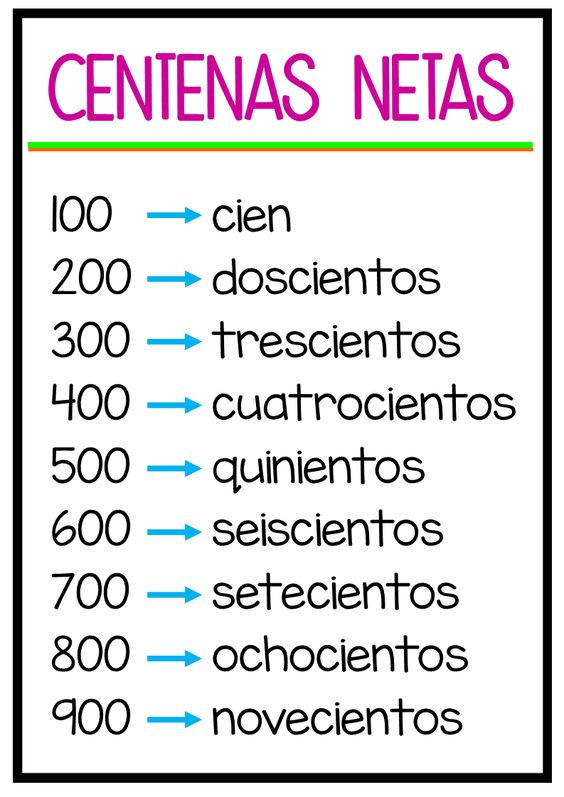 CENTENAS NETAS
100 → cien
200 → doscientos
300 → trescientos
400 → cuatrocientos
500 → quinientos
600 → seiscientos
700 → setecientos
800 → ochocientos
900 → novecientos